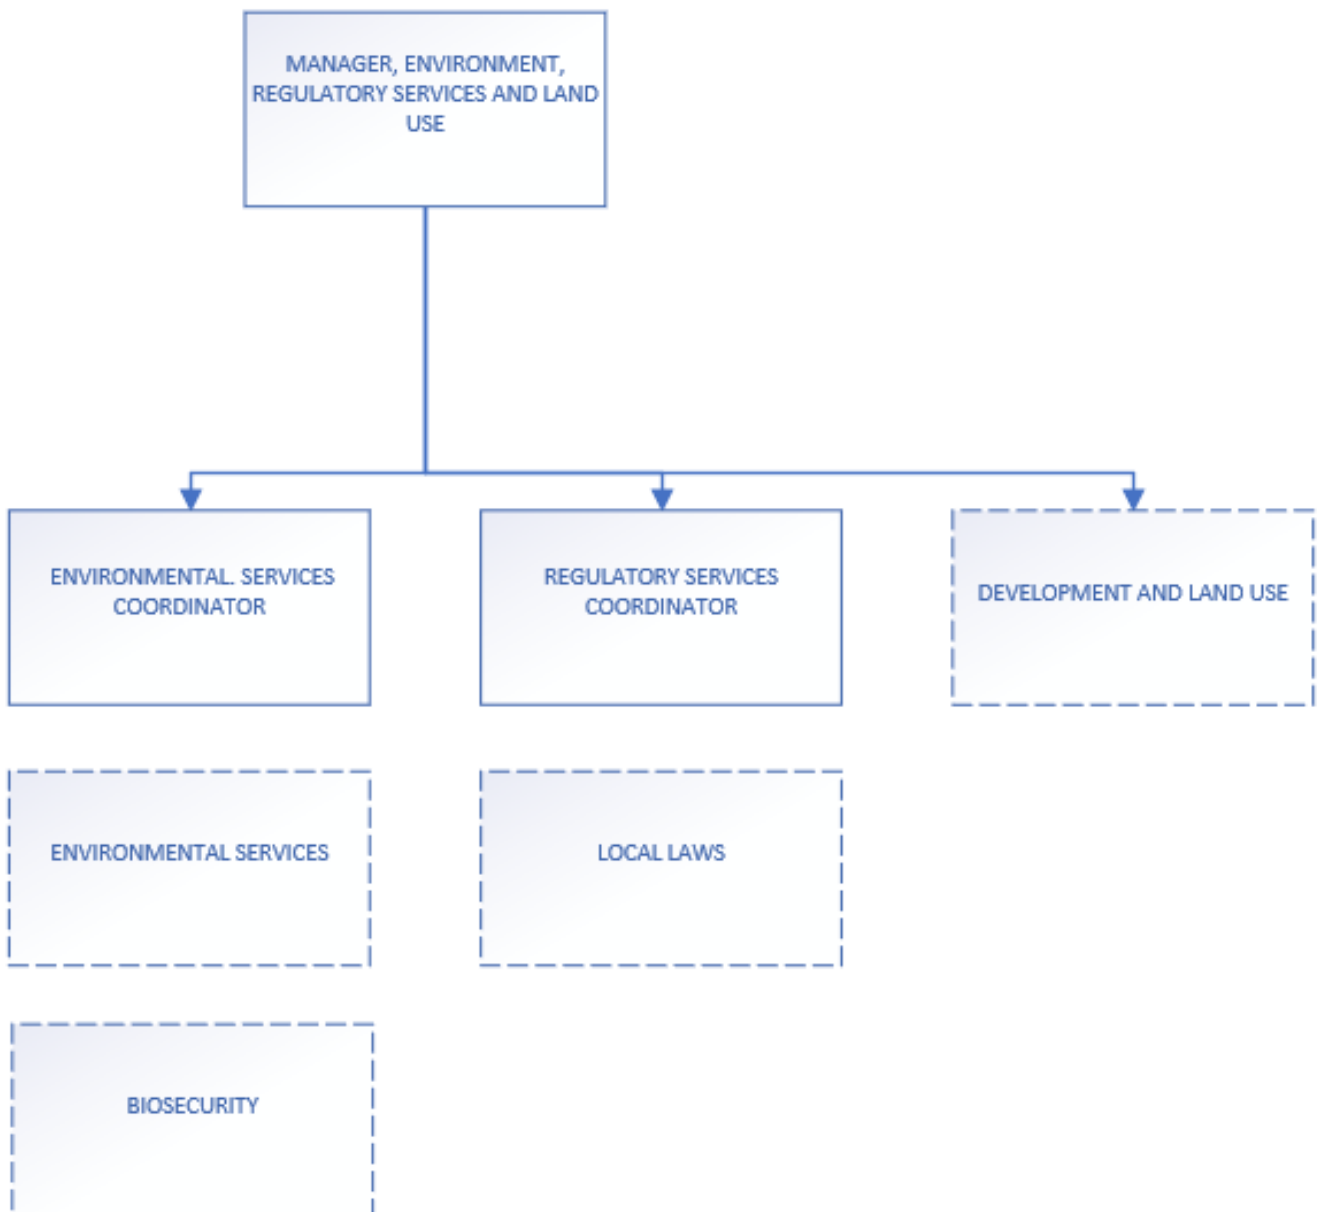 MANAGER, ENVIRONMENT,
REGULATORY SERVICES AND LAND
USE
ENVIRONMENTAL. SERVICES
COORDINATOR
REGULATORY SERVICES
COORDINATOR
DEVELOPMENT AND LAND USE
ENVIRONMENTAL SERVICES
LOCAL LAWS
BIOSECURITY